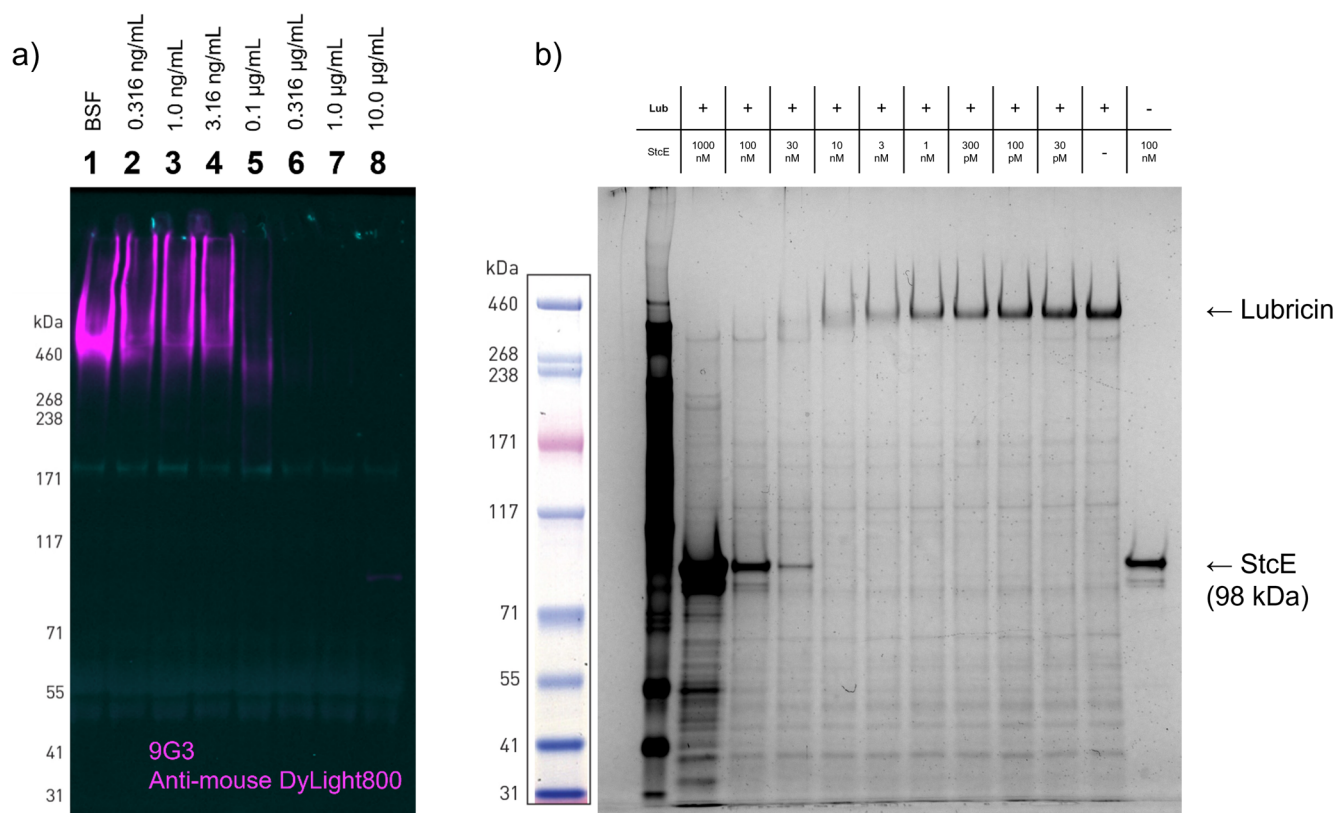 a)
BSF
0.316 ng/mL
1.0 ng/mL
3.16 ng/mL
0.1 µg/mL
0.316 µg/mL
1.0 µg/mL
10.0 µg/mL
1 2 3 4 5 6 7 8
kDa
460
268
238
171
117
71
55
41
31
9G3
Anti-mouse DyLight800
b)
Lub + + + + + + + + + + -
StcE 1000 nM 100 nM 30 nM 10 nM 3 nM 1 nM 300 pM 100 pM 30 pM - 100 nM
kDa
460
268
238
171
117
71
55
41
31
← Lubricin
← StcE
(98 kDa)